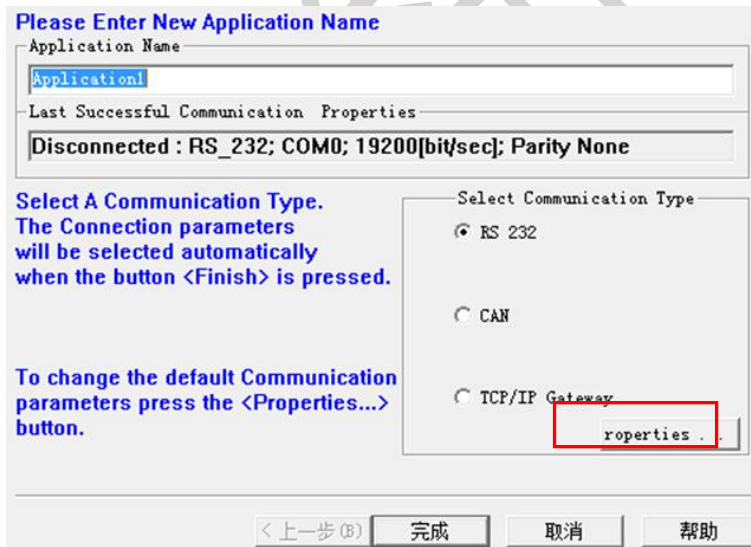 Please Enter New Application Name
Application Name
Application1
Last Successful Communication Properties
Disconnected : RS_232; COM0; 19200[bit/sec]; Parity None
Select A Communication Type.
The Connection parameters
will be selected automatically
when the button <Finish> is pressed.
Select Communication Type
RS 232
CAN
To change the default Communication
parameters press the <Properties...>
button.
TCP/IP Gateway
roperties . .
< 上一步(B)
完成
取消
帮助